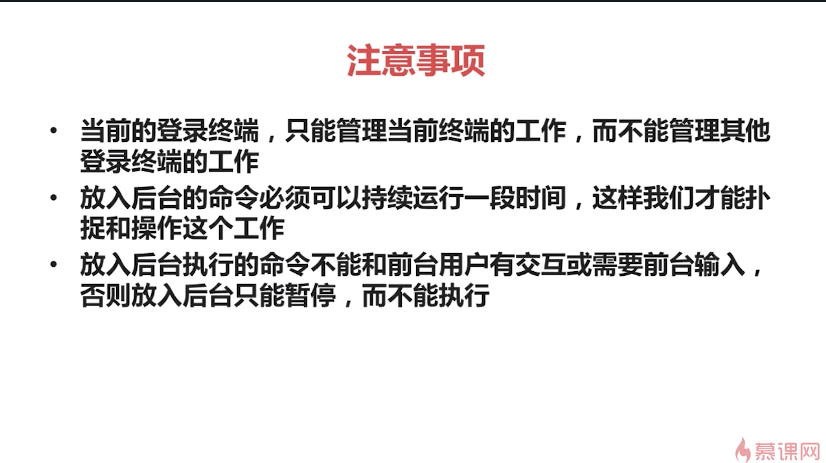 注意事项
• 当前的登录终端，只能管理当前终端的工作，而不能管理其他
登录终端的工作
• 放入后台的命令必须可以持续运行一段时间，这样我们才能扑
捉和操作这个工作
• 放入后台执行的命令不能和前台用户有交互或需要前台输入，
否则放入后台只能暂停，而不能执行
慕课网